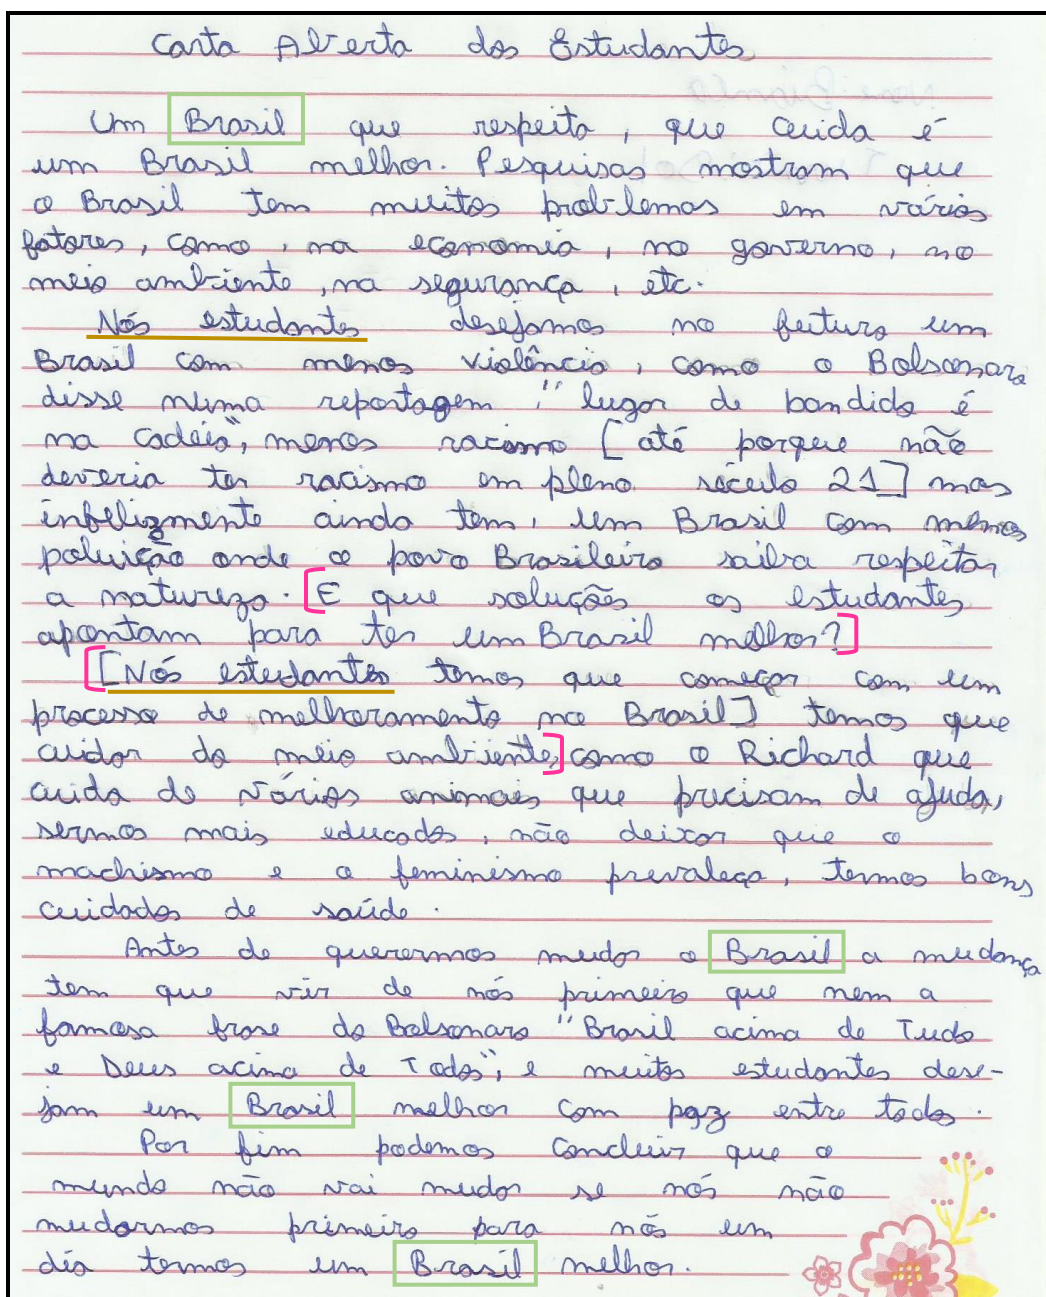 Carta Aberta dos Estudantes
Um Brasil que respeita, que cuida é
um Brasil melhor. Pesquisas mostram que
o Brasil tem muitos problemas em vários
fatores, como, na economia, no governo, no
meio ambiente, na segurança, etc.
Nós estudantes desejamos no futuro um
Brasil com menos violência, como o Bolsonaro
disse numa reportagem "lugar de bandido é
na cadeia", menos racismo [até porque não
deveria ter racismo em pleno século 21] mas
infelizmente ainda tem, um Brasil com menos
poluição onde o povo Brasileiro saiba respeitar
a natureza. [E que soluções os estudantes
apontam para ter um Brasil melhor?]
[Nós estudantes temos que começar com um
processo de melhoramento no Brasil] temos que
cuidar do meio ambiente,] como o Richard que
cuida de vários animais que precisam de ajuda,
sermos mais educados, não deixar que o
machismo e o feminismo prevaleça, termos bons
cuidados de saúde.
Antes de querermos mudar o Brasil a mudança
tem que vir de nós primeiro que nem a
famosa frase do Bolsonaro "Brasil acima de Tudo
e Deus acima de Todos", e muitos estudantes dese-
jam um Brasil melhor com paz entre todos.
Por fim podemos concluir que o
mundo não vai mudar se nós não
mudarmos primeiro para nós um
dia termos um Brasil melhor.